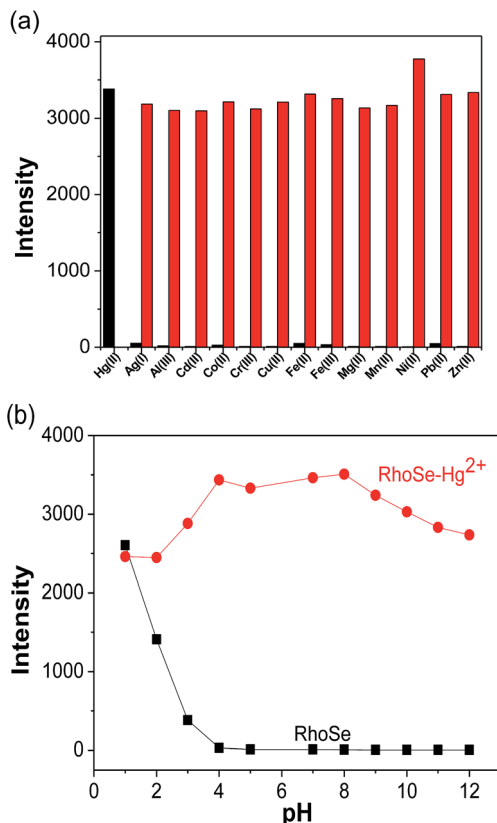 (a)
4000
3000
2000
1000
0
Intensity
Hg(II) Ag(I) Al(III) Cd(II) Co(I) Cr(III) Cu(II) Fe(II) Fe(III) Mg(II) Mn(II) Ni(II) Pb(II) Zn(II)
(b)
4000
3000
2000
1000
0
Intensity
RhoSe-Hg2+
RhoSe
0 2 4 6 8 10 12
pH